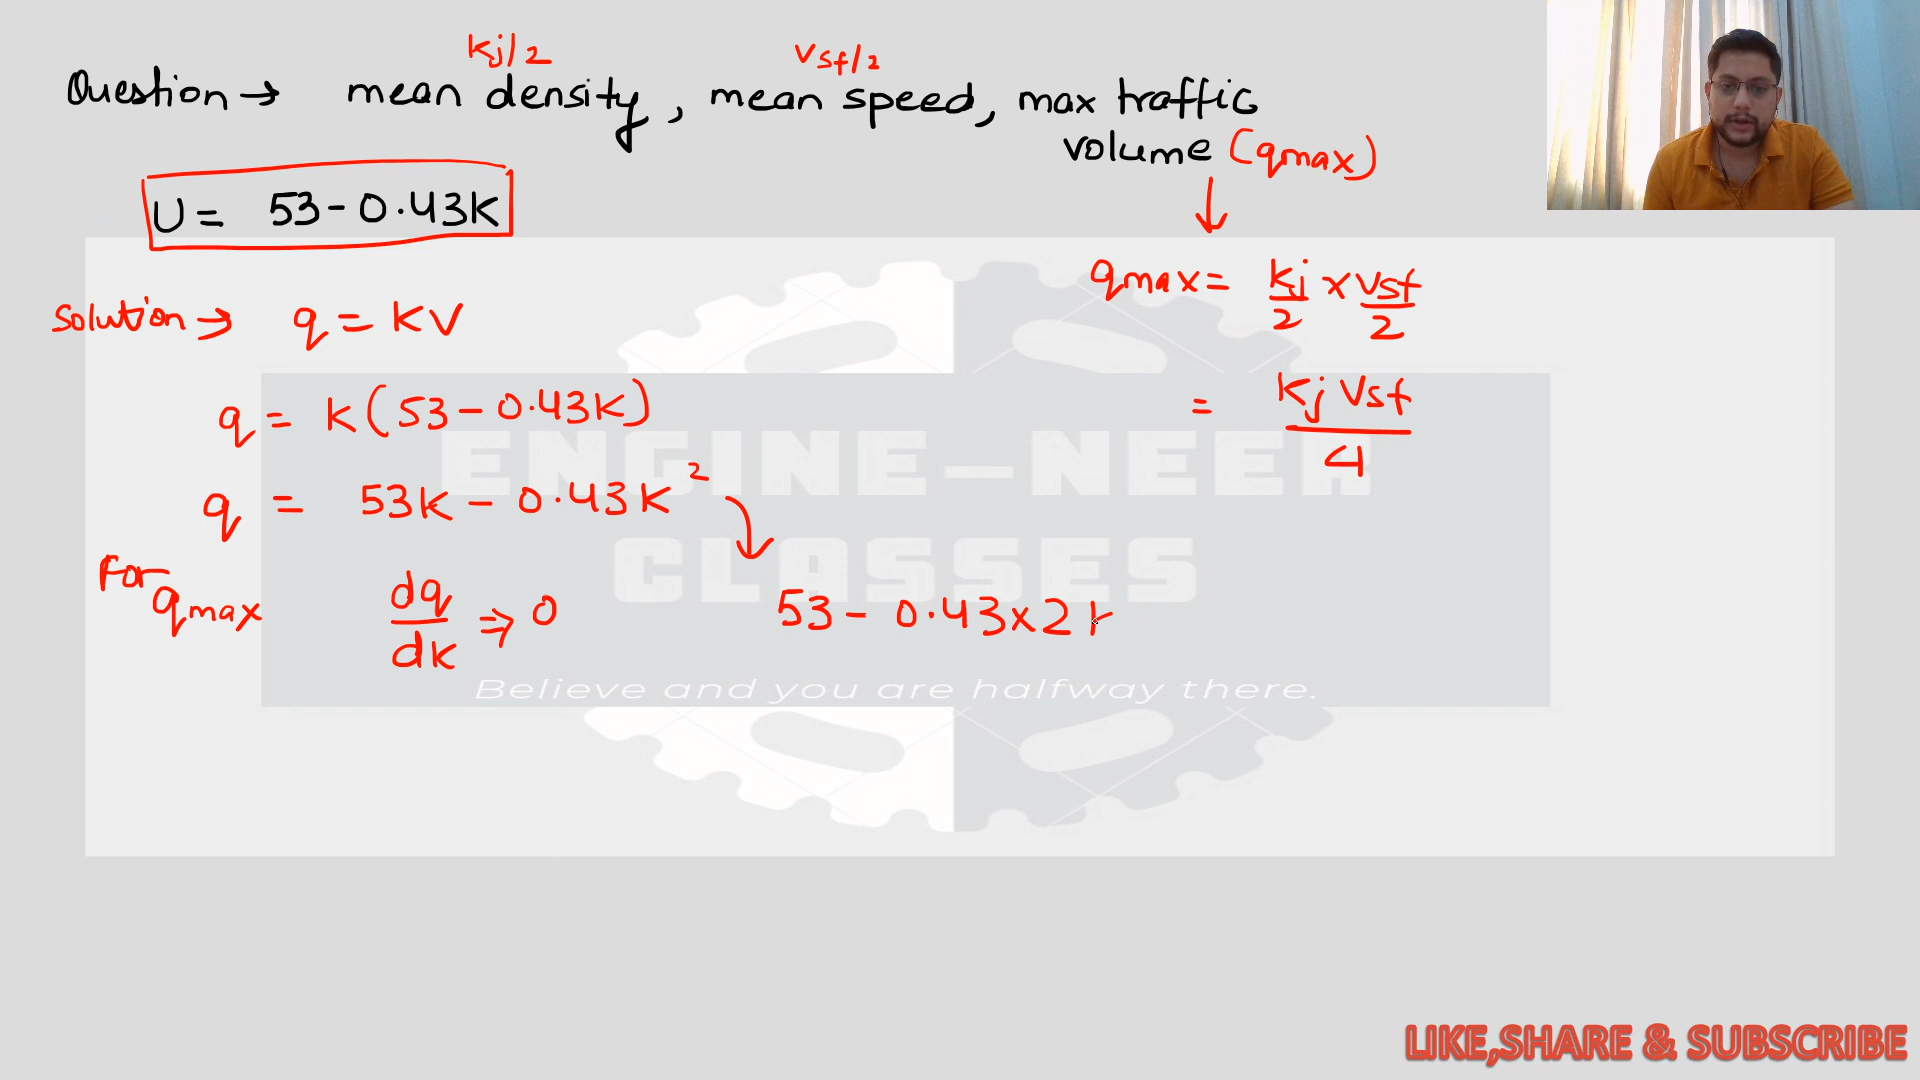 kj/2 Vsf/2
Question → mean density, mean speed, max traffic
volume (qmax)
U = 53-0.43K
qmax = kj/2 × Vsf/2
Solution → q = KV
= Kj Vsf / 4
q = K(53-0.43K)
ENGINE-NEER
q = 53K - 0.43K²
CLASSES
For qmax dq/dK ⇒ 0 53 - 0.43×2K
Believe and you are halfway there.
LIKE,SHARE & SUBSCRIBE